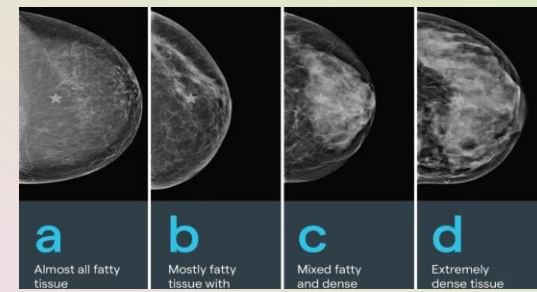 a
Almost all fatty
tissue
b
Mostly fatty
tissue with
c
Mixed fatty
and dense
d
Extremely
dense tissue